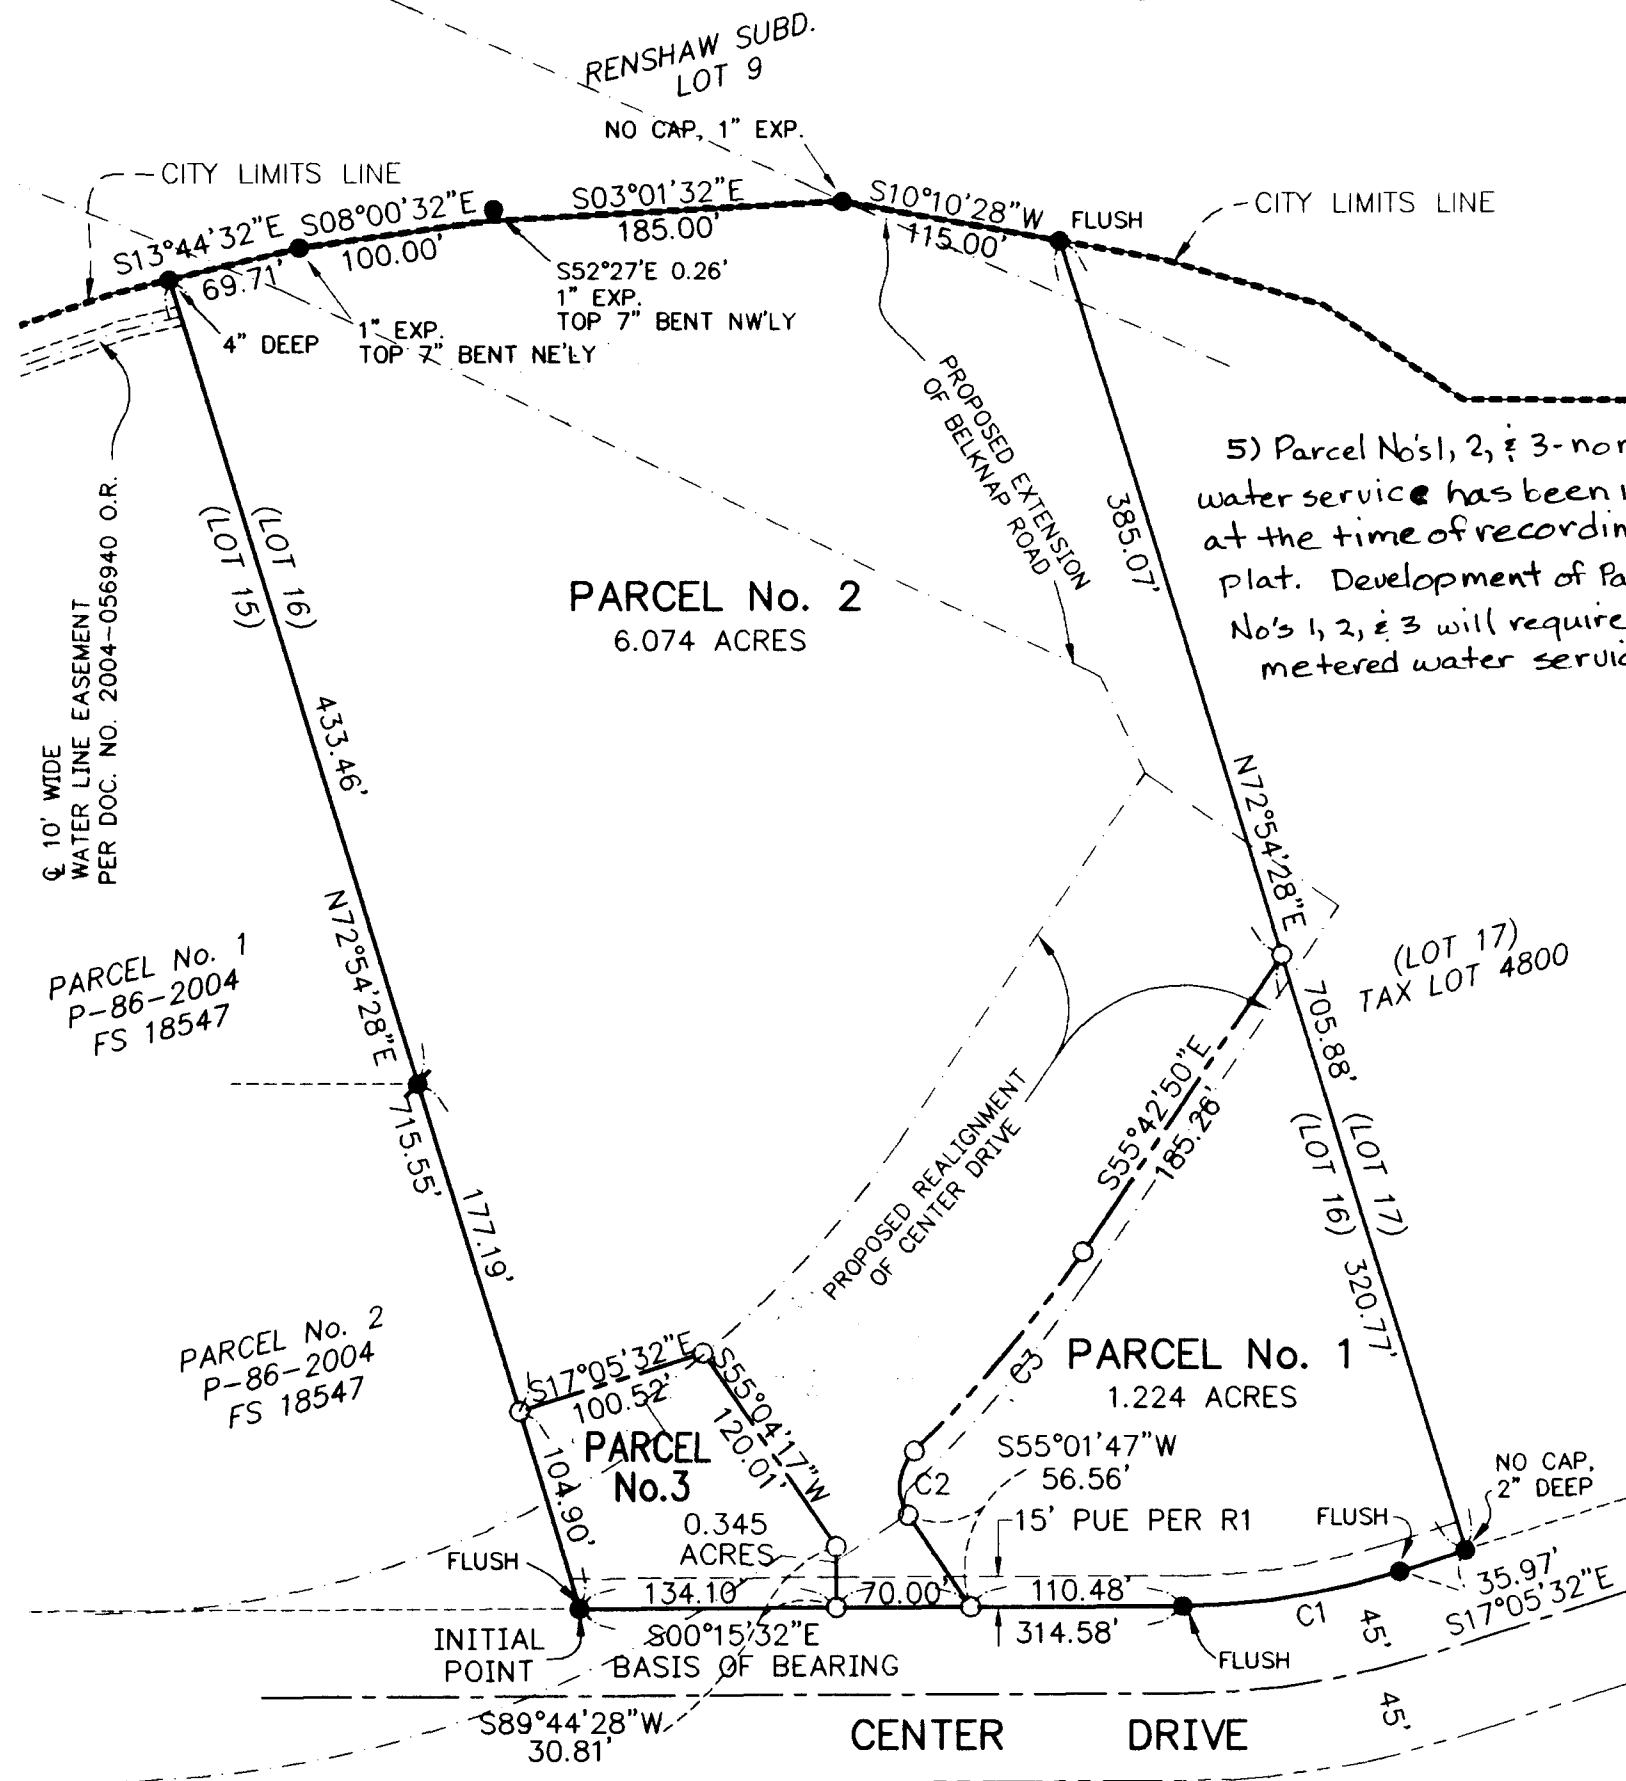 RENSHAW SUBD.
LOT 9
NO CAP, 1" EXP.
CITY LIMITS LINE
S13°44'32"E
69.71'
S08°00'32"E
100.00'
S03°01'32"E
185.00'
S10°10'28"W
115.00'
FLUSH
CITY LIMITS LINE
S52°27'E 0.26'
1" EXP.
TOP 7" BENT NW'LY
4" DEEP
1" EXP.
TOP 7" BENT NE'LY
PROPOSED EXTENSION
OF BELKNAP ROAD
385.07'
5) Parcel No's 1, 2, & 3 - nor
water service has been
at the time of recordin
plat. Development of Pa
No's 1, 2, & 3 will require
metered water servic
(LOT 16)
(LOT 15)
℄ 10' WIDE
WATER LINE EASEMENT
PER DOC. NO. 2004-056940 O.R.
PARCEL No. 2
6.074 ACRES
433.46'
N72°54'28"E
N72°54'28"E
PARCEL No. 1
P-86-2004
FS 18547
(LOT 17)
TAX LOT 4800
705.88'
715.55'
S55°42'50"E
185.26'
PROPOSED REALIGNMENT
OF CENTER DRIVE
(LOT 17)
(LOT 16)
177.19'
320.77'
PARCEL No. 2
P-86-2004
FS 18547
S17°05'32"E
100.52'
S55°04'17"W
120.01'
C3
PARCEL No. 1
1.224 ACRES
PARCEL
No.3
0.345
ACRES
104.90'
C2
S55°01'47"W
56.56'
15' PUE PER R1
NO CAP,
2" DEEP
FLUSH
FLUSH
134.10'
70.00'
110.48'
314.58'
35.97'
S17°05'32"E
C1
45'
INITIAL
POINT
S00°15'32"E
BASIS OF BEARING
FLUSH
45'
S89°44'28"W
30.81'
CENTER DRIVE